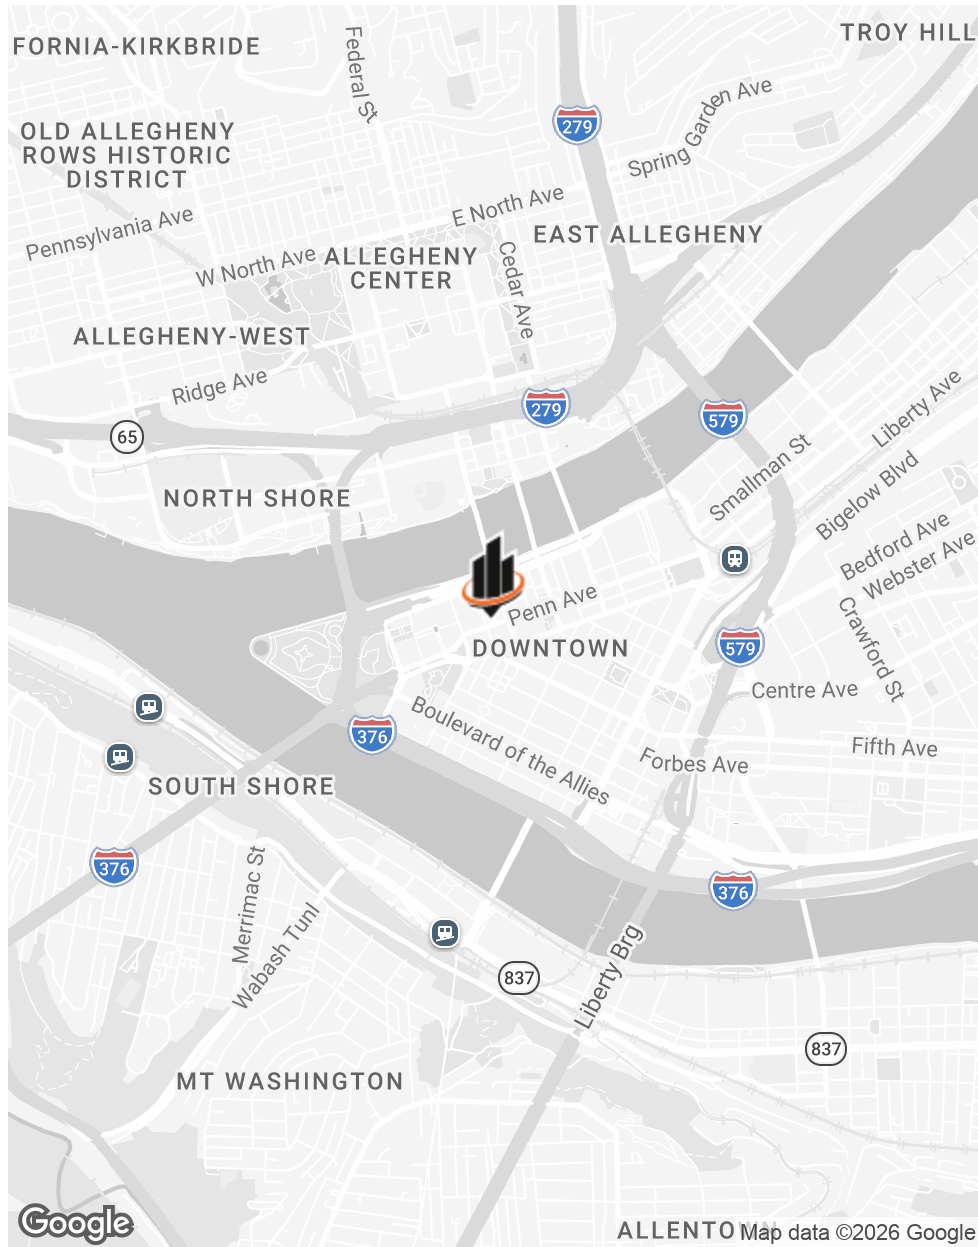 FORNIA-KIRKBRIDE
Federal St
TROY HILL
279
Spring Garden Ave
OLD ALLEGHENY
ROWS HISTORIC
DISTRICT
E North Ave
Pennsylvania Ave
EAST ALLEGHENY
W North Ave
ALLEGHENY
CENTER
Cedar Ave
ALLEGHENY-WEST
Ridge Ave
279
579
Liberty Ave
65
Smallman St
Bigelow Blvd
NORTH SHORE
Bedford Ave
Webster Ave
Penn Ave
Crawford St
DOWNTOWN
579
Centre Ave
Boulevard of the Allies
376
Fifth Ave
Forbes Ave
SOUTH SHORE
376
376
Merrimac St
Wabash Tunl
Liberty Brg
837
837
MT WASHINGTON
Google
ALLENTOWN
Map data ©2026 Google